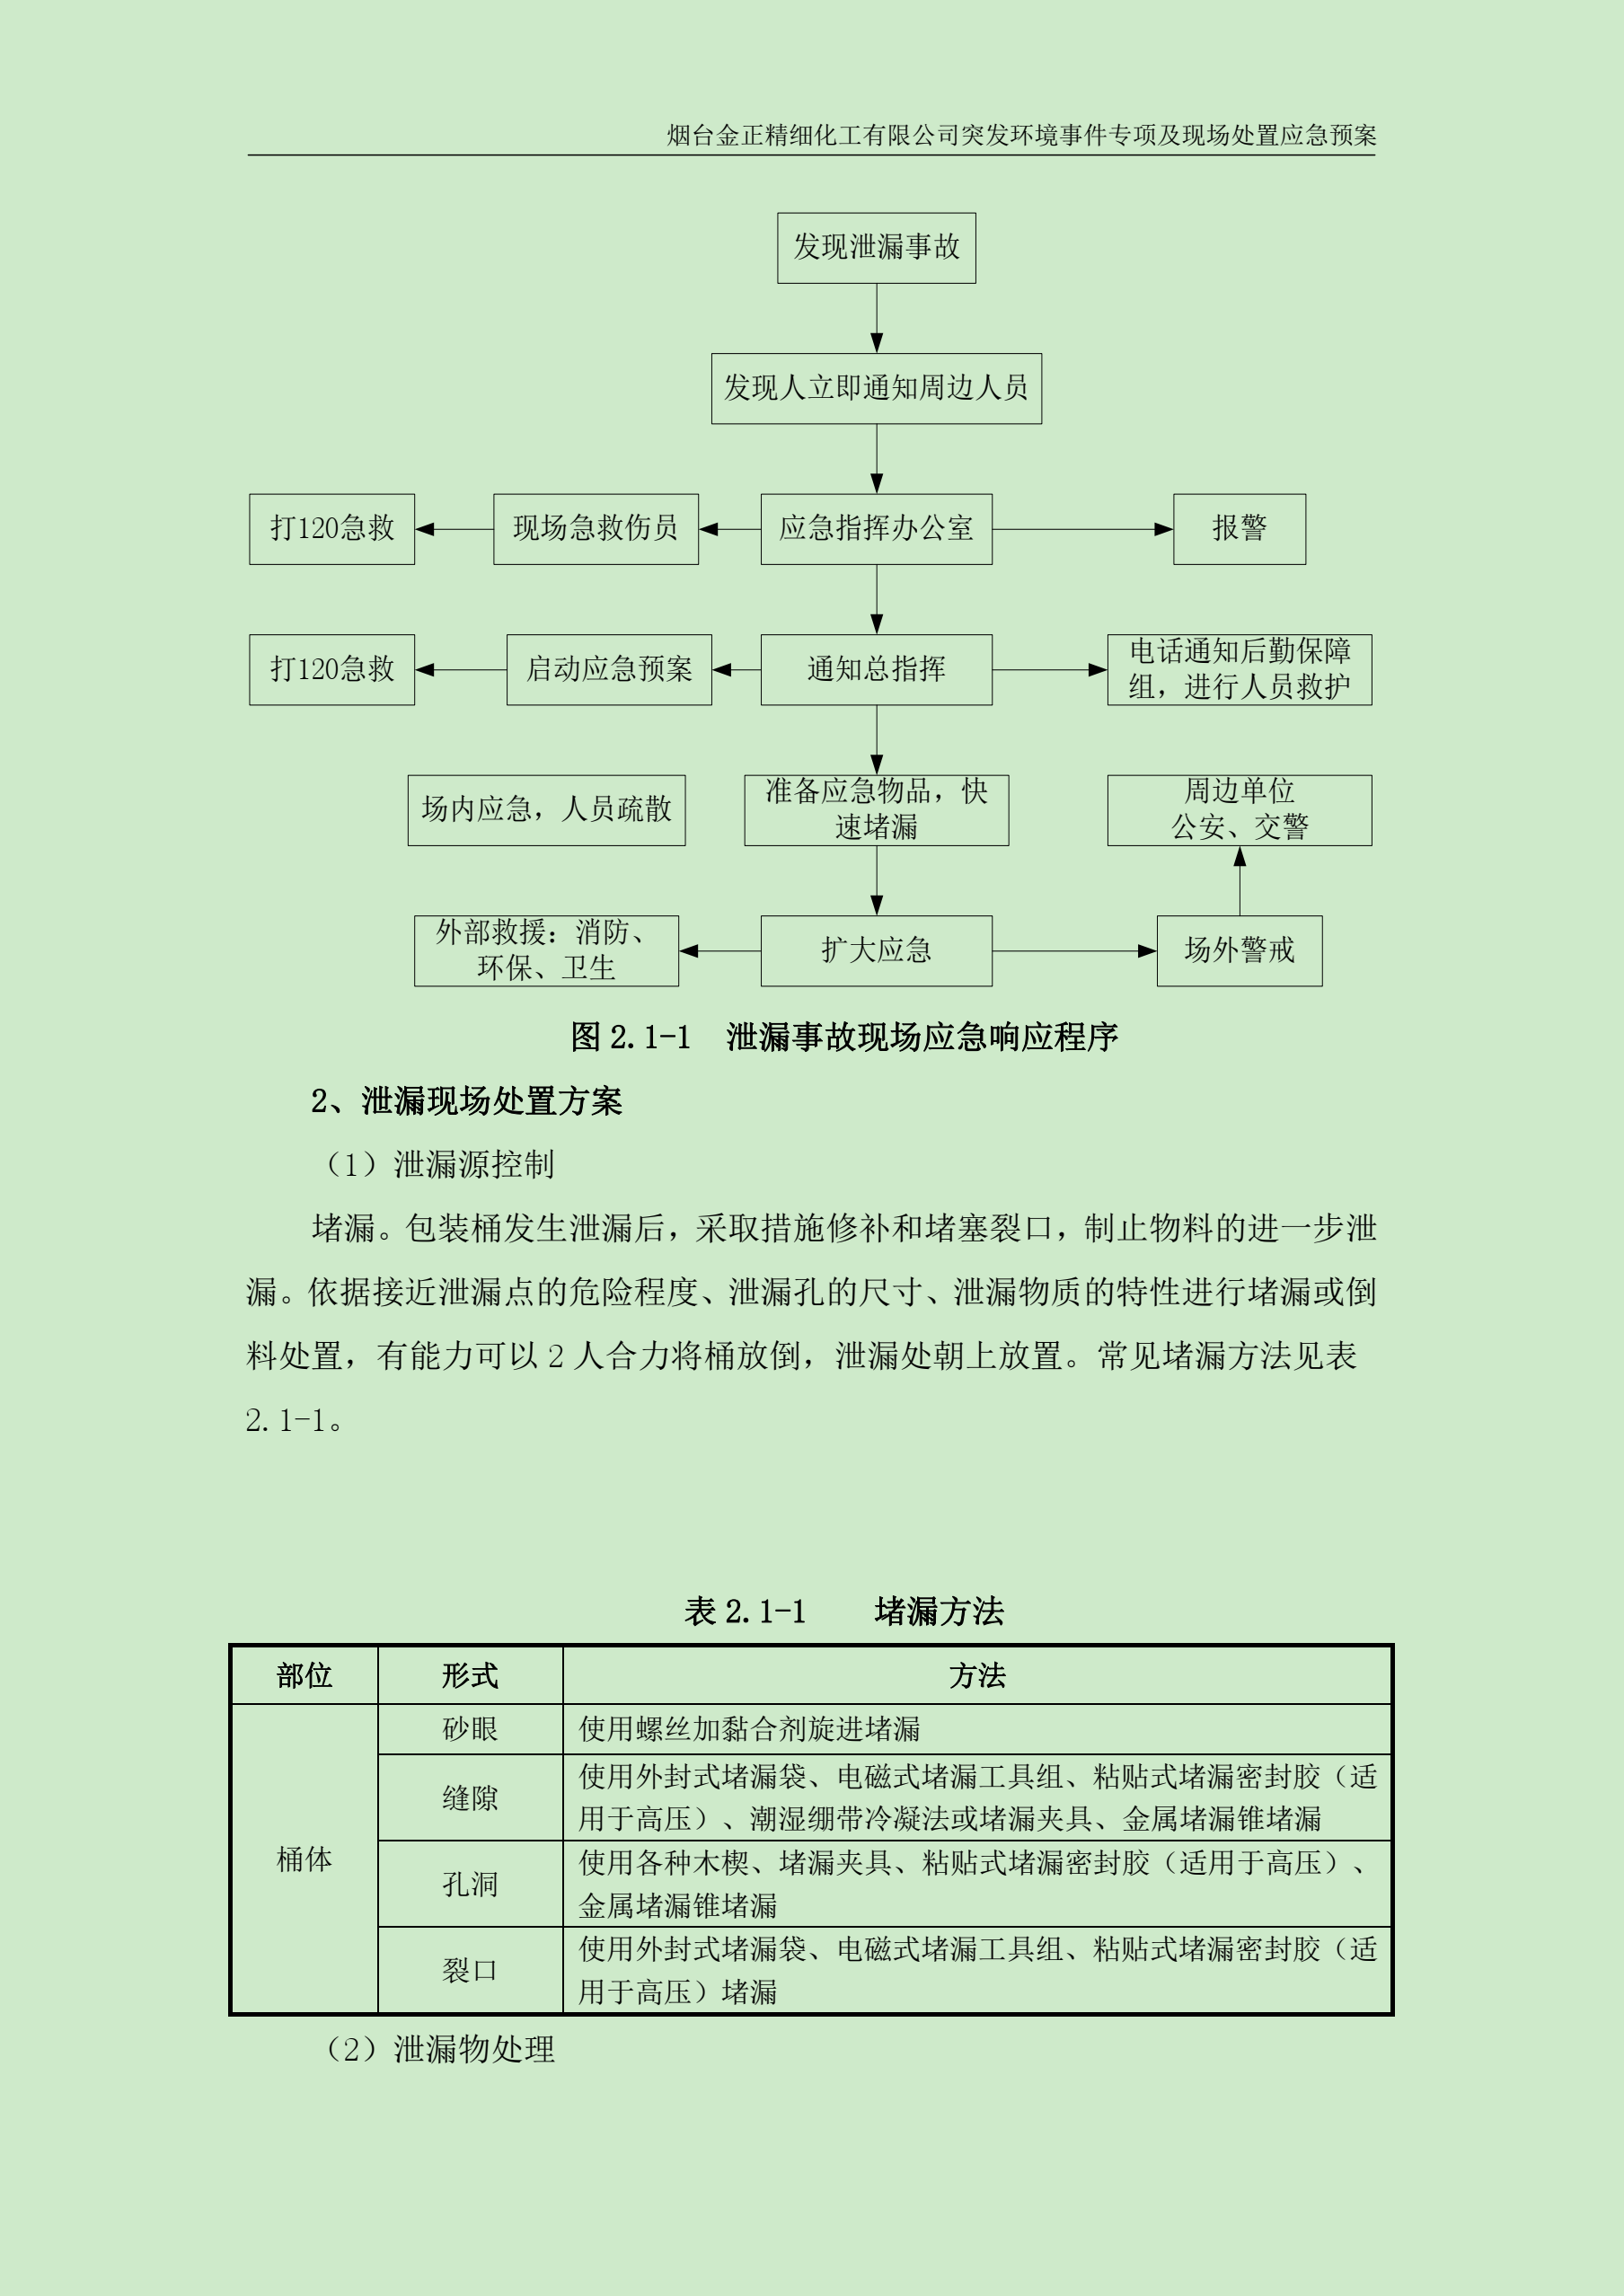 烟台金正精细化工有限公司突发环境事件专项及现场处置应急预案
发现泄漏事故
发现人立即通知周边人员
打120急救
现场急救伤员
应急指挥办公室
报警
打120急救
启动应急预案
通知总指挥
电话通知后勤保障
组，进行人员救护
场内应急，人员疏散
准备应急物品，快
速堵漏
周边单位
公安、交警
外部救援：消防、
环保、卫生
扩大应急
场外警戒
图 2.1-1 泄漏事故现场应急响应程序
2、泄漏现场处置方案
（1）泄漏源控制
堵漏。包装桶发生泄漏后，采取措施修补和堵塞裂口，制止物料的进一步泄
漏。依据接近泄漏点的危险程度、泄漏孔的尺寸、泄漏物质的特性进行堵漏或倒
料处置，有能力可以 2 人合力将桶放倒，泄漏处朝上放置。常见堵漏方法见表
2.1-1。
表 2.1-1 堵漏方法
部位 形式 方法
砂眼 使用螺丝加黏合剂旋进堵漏
缝隙
使用外封式堵漏袋、电磁式堵漏工具组、粘贴式堵漏密封胶（适
用于高压）、潮湿绷带冷凝法或堵漏夹具、金属堵漏锥堵漏
桶体
孔洞
使用各种木楔、堵漏夹具、粘贴式堵漏密封胶（适用于高压）、
金属堵漏锥堵漏
裂口
使用外封式堵漏袋、电磁式堵漏工具组、粘贴式堵漏密封胶（适
用于高压）堵漏
（2）泄漏物处理